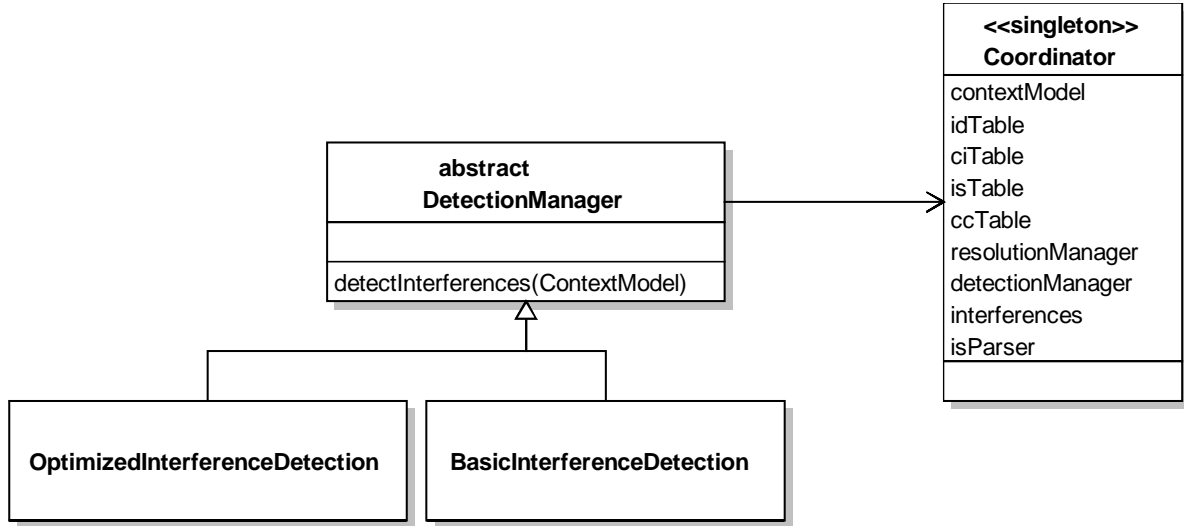 <<singleton>>
Coordinator
contextModel
idTable
ciTable
isTable
ccTable
resolutionManager
detectionManager
interferences
isParser
abstract
DetectionManager
detectInterferences(ContextModel)
OptimizedInterferenceDetection
BasicInterferenceDetection